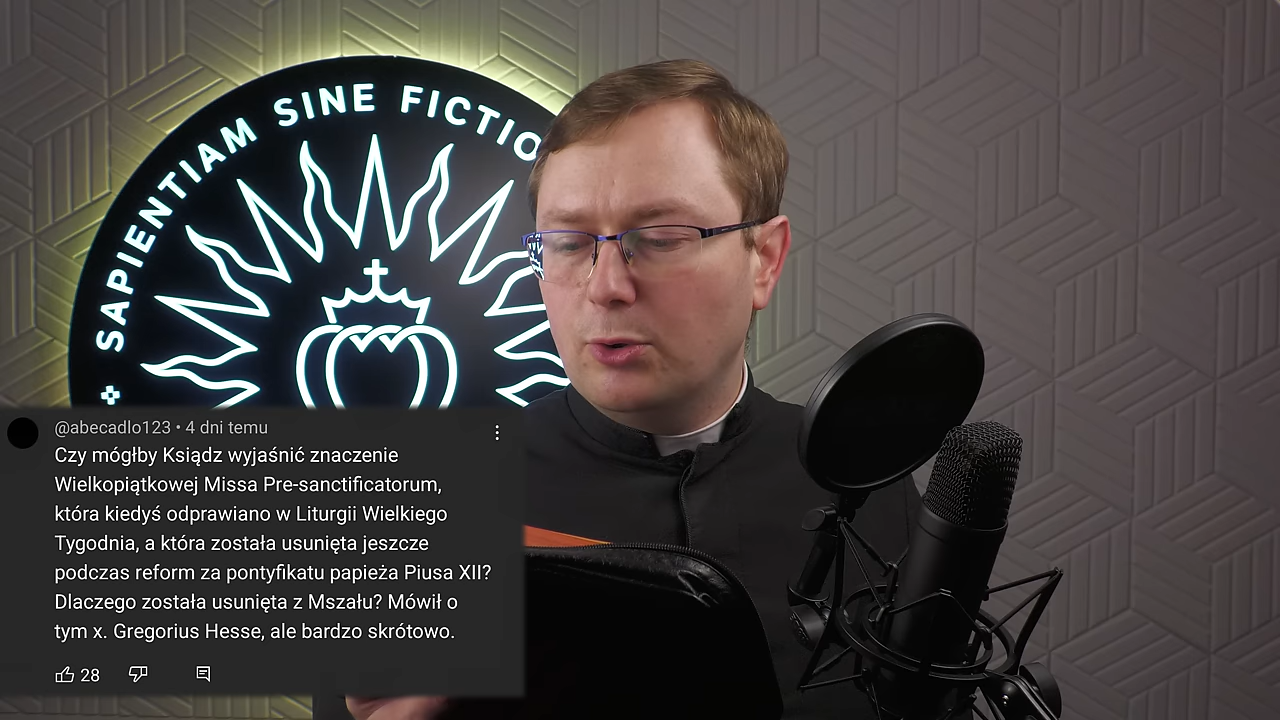 SAPIENTIAM SINE FICTIO
@abecadlo123 • 4 dni temu
Czy mógłby Ksiądz wyjaśnić znaczenie
Wielkopiątkowej Missa Pre-sanctificatorum,
która kiedyś odprawiano w Liturgii Wielkiego
Tygodnia, a która została usunięta jeszcze
podczas reform za pontyfikatu papieża Piusa XII?
Dlaczego została usunięta z Mszału? Mówił o
tym x. Gregorius Hesse, ale bardzo skrótowo.
28